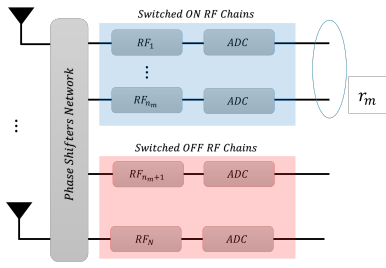 Switched ON RF Chains
RF₁ ADC
⋮
RFₙₘ ADC
rₘ
...
Phase Shifters Network
Switched OFF RF Chains
RFₙₘ₊₁ ADC
RF_N ADC